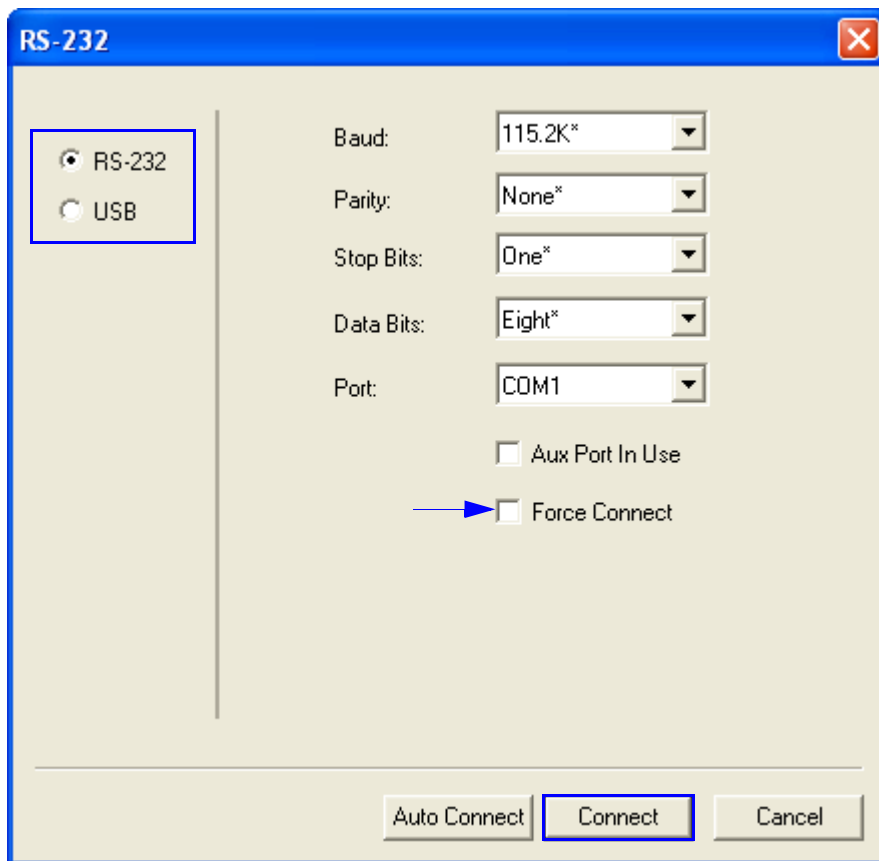 RS-232
RS-232
USB
Baud: 115.2K*
Parity: None*
Stop Bits: One*
Data Bits: Eight*
Port: COM1
Aux Port In Use
Force Connect
Auto Connect Connect Cancel